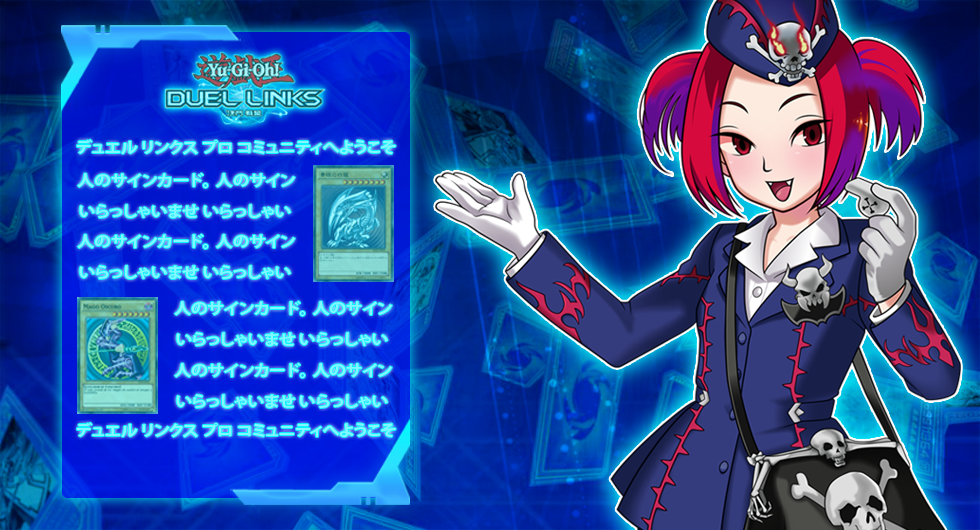 Yu-Gi-Oh!
DUEL LINKS
デュエル リンクス プロ コミュニティへようこそ
人のサインカード。人のサイン
いらっしゃいませ いらっしゃい
人のサインカード。人のサイン
いらっしゃいませ いらっしゃい
人のサインカード。人のサイン
いらっしゃいませ いらっしゃい
人のサインカード。人のサイン
いらっしゃいませ いらっしゃい
デュエル リンクス プロ コミュニティへようこそ
MAGO OSCURO